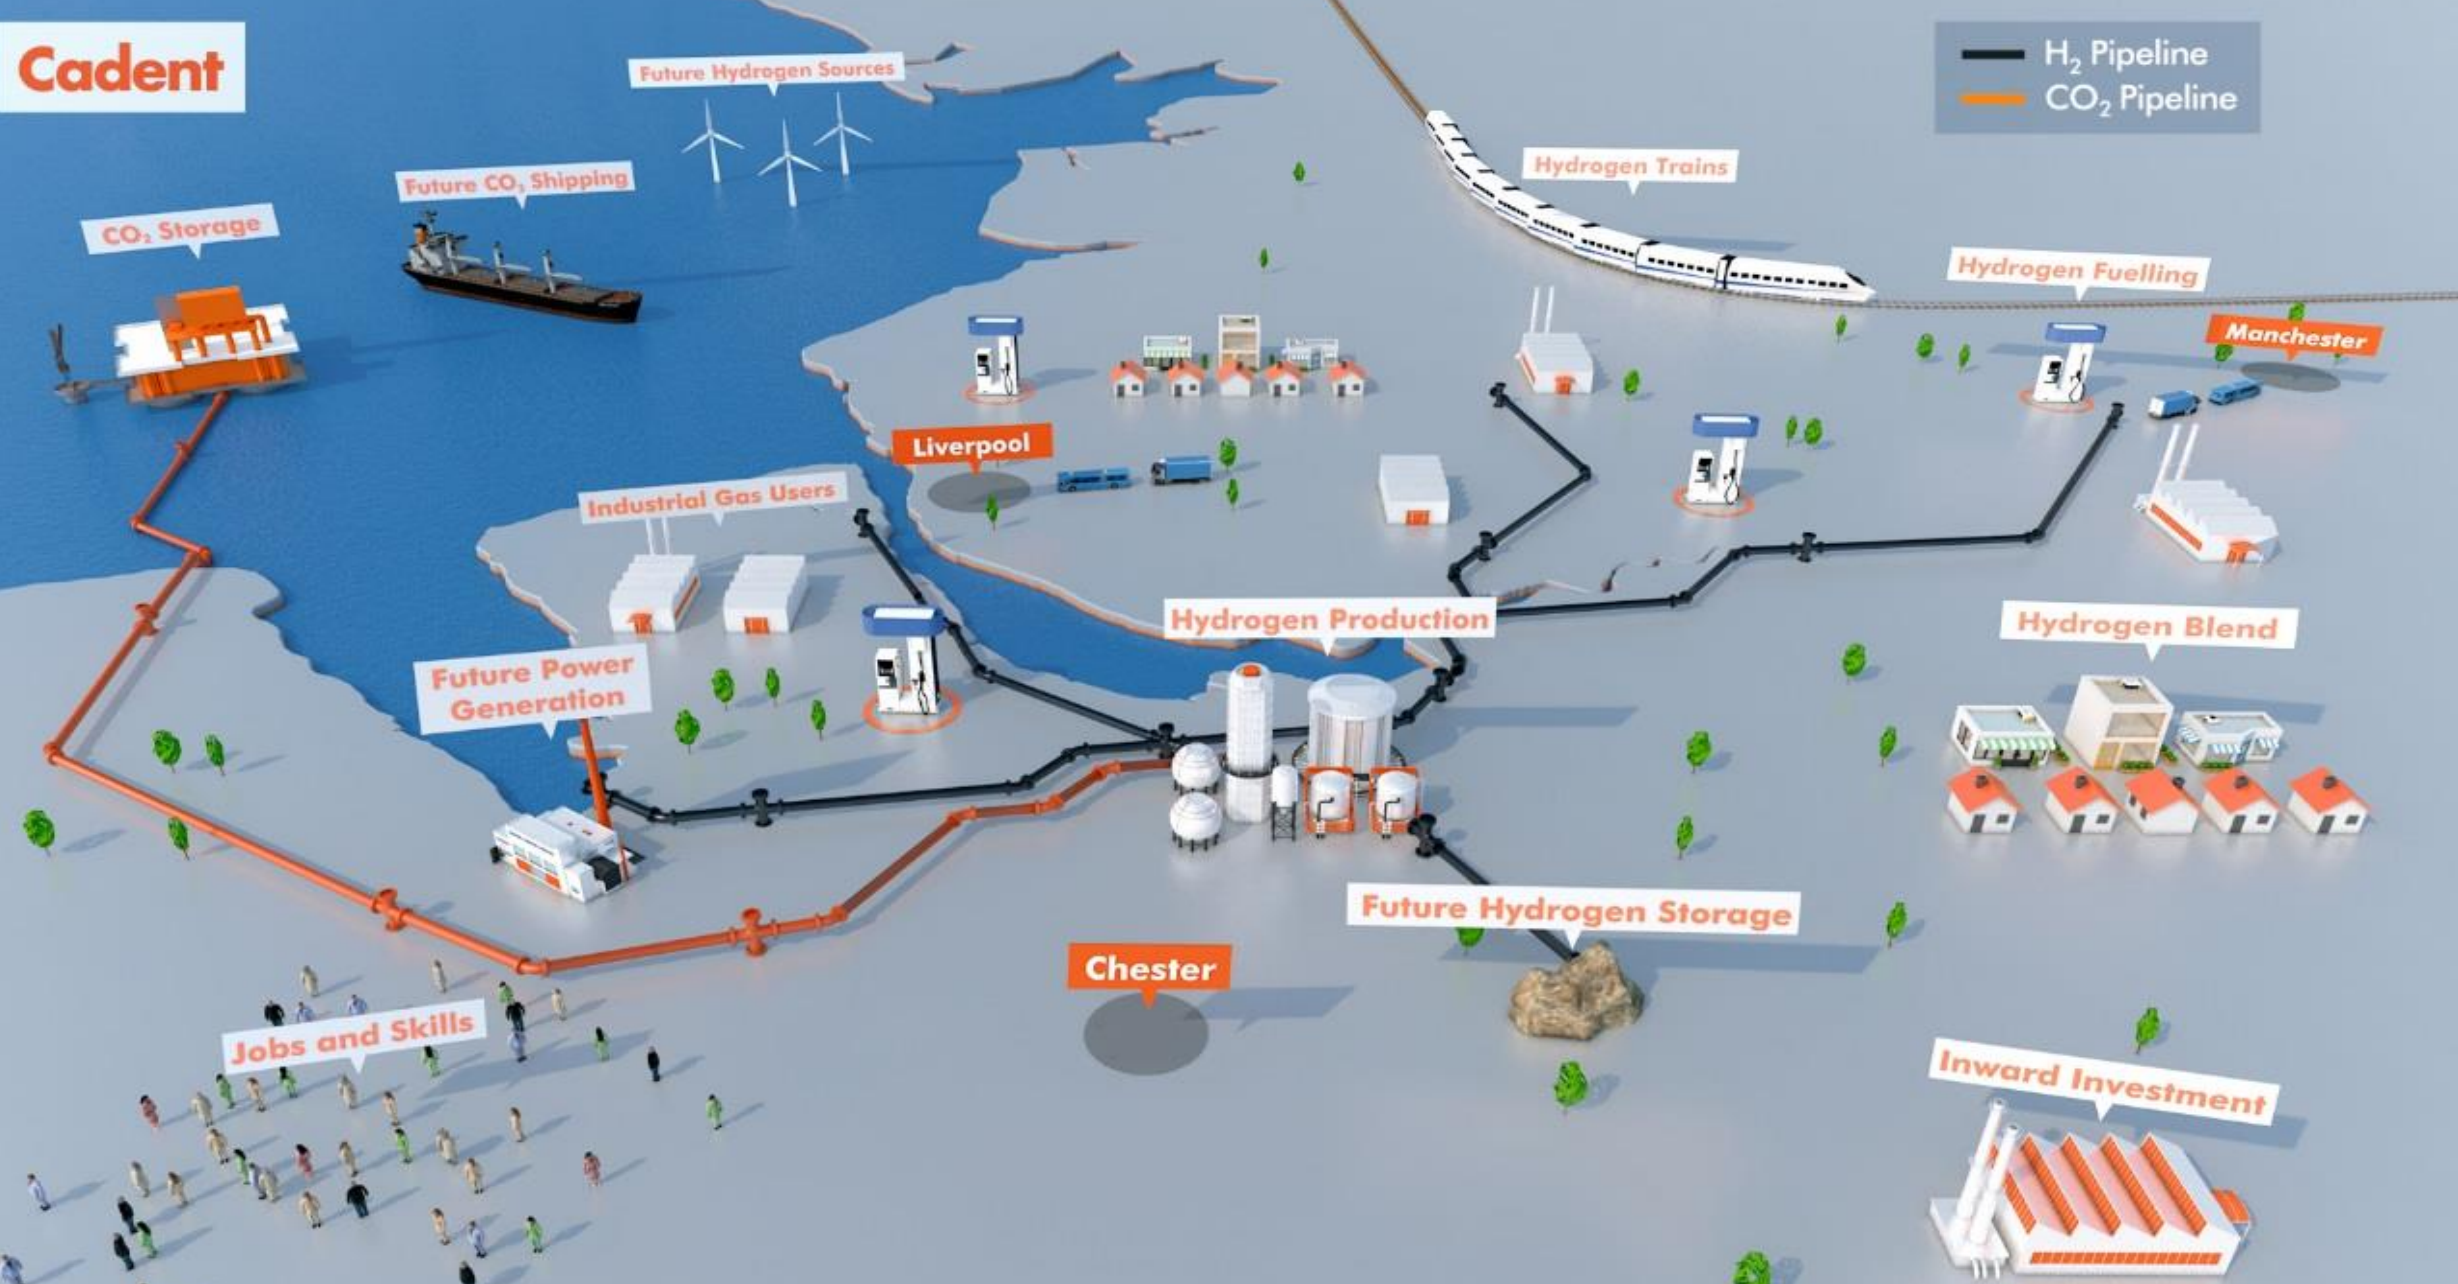 Cadent
Future Hydrogen Sources
H₂ Pipeline
CO₂ Pipeline
Hydrogen Trains
Future CO₂ Shipping
CO₂ Storage
Hydrogen Fuelling
Manchester
Liverpool
Industrial Gas Users
Hydrogen Production
Hydrogen Blend
Future Power
Generation
Future Hydrogen Storage
Chester
Jobs and Skills
Inward Investment